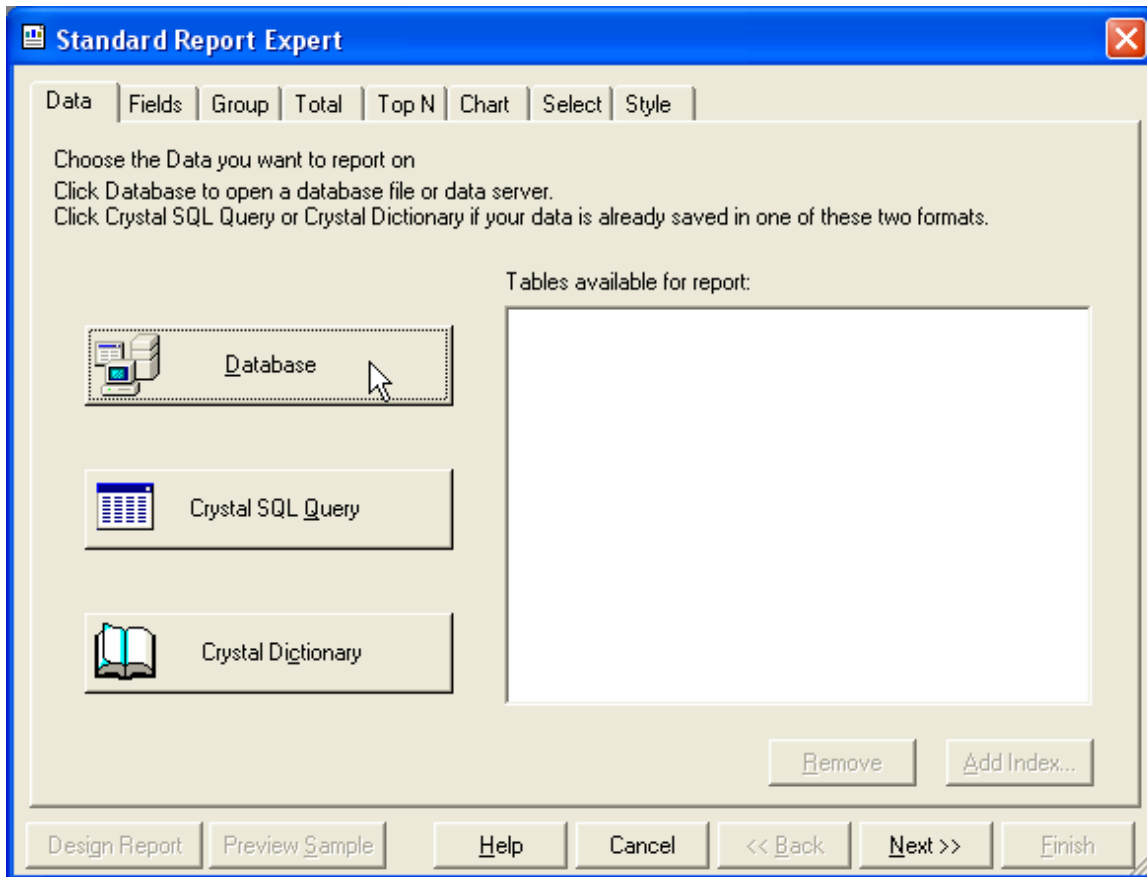 Standard Report Expert
Data Fields Group Total Top N Chart Select Style
Choose the Data you want to report on
Click Database to open a database file or data server.
Click Crystal SQL Query or Crystal Dictionary if your data is already saved in one of these two formats.
Tables available for report:
Database
Crystal SQL Query
Crystal Dictionary
Remove Add Index...
Design Report Preview Sample Help Cancel << Back Next >> Finish